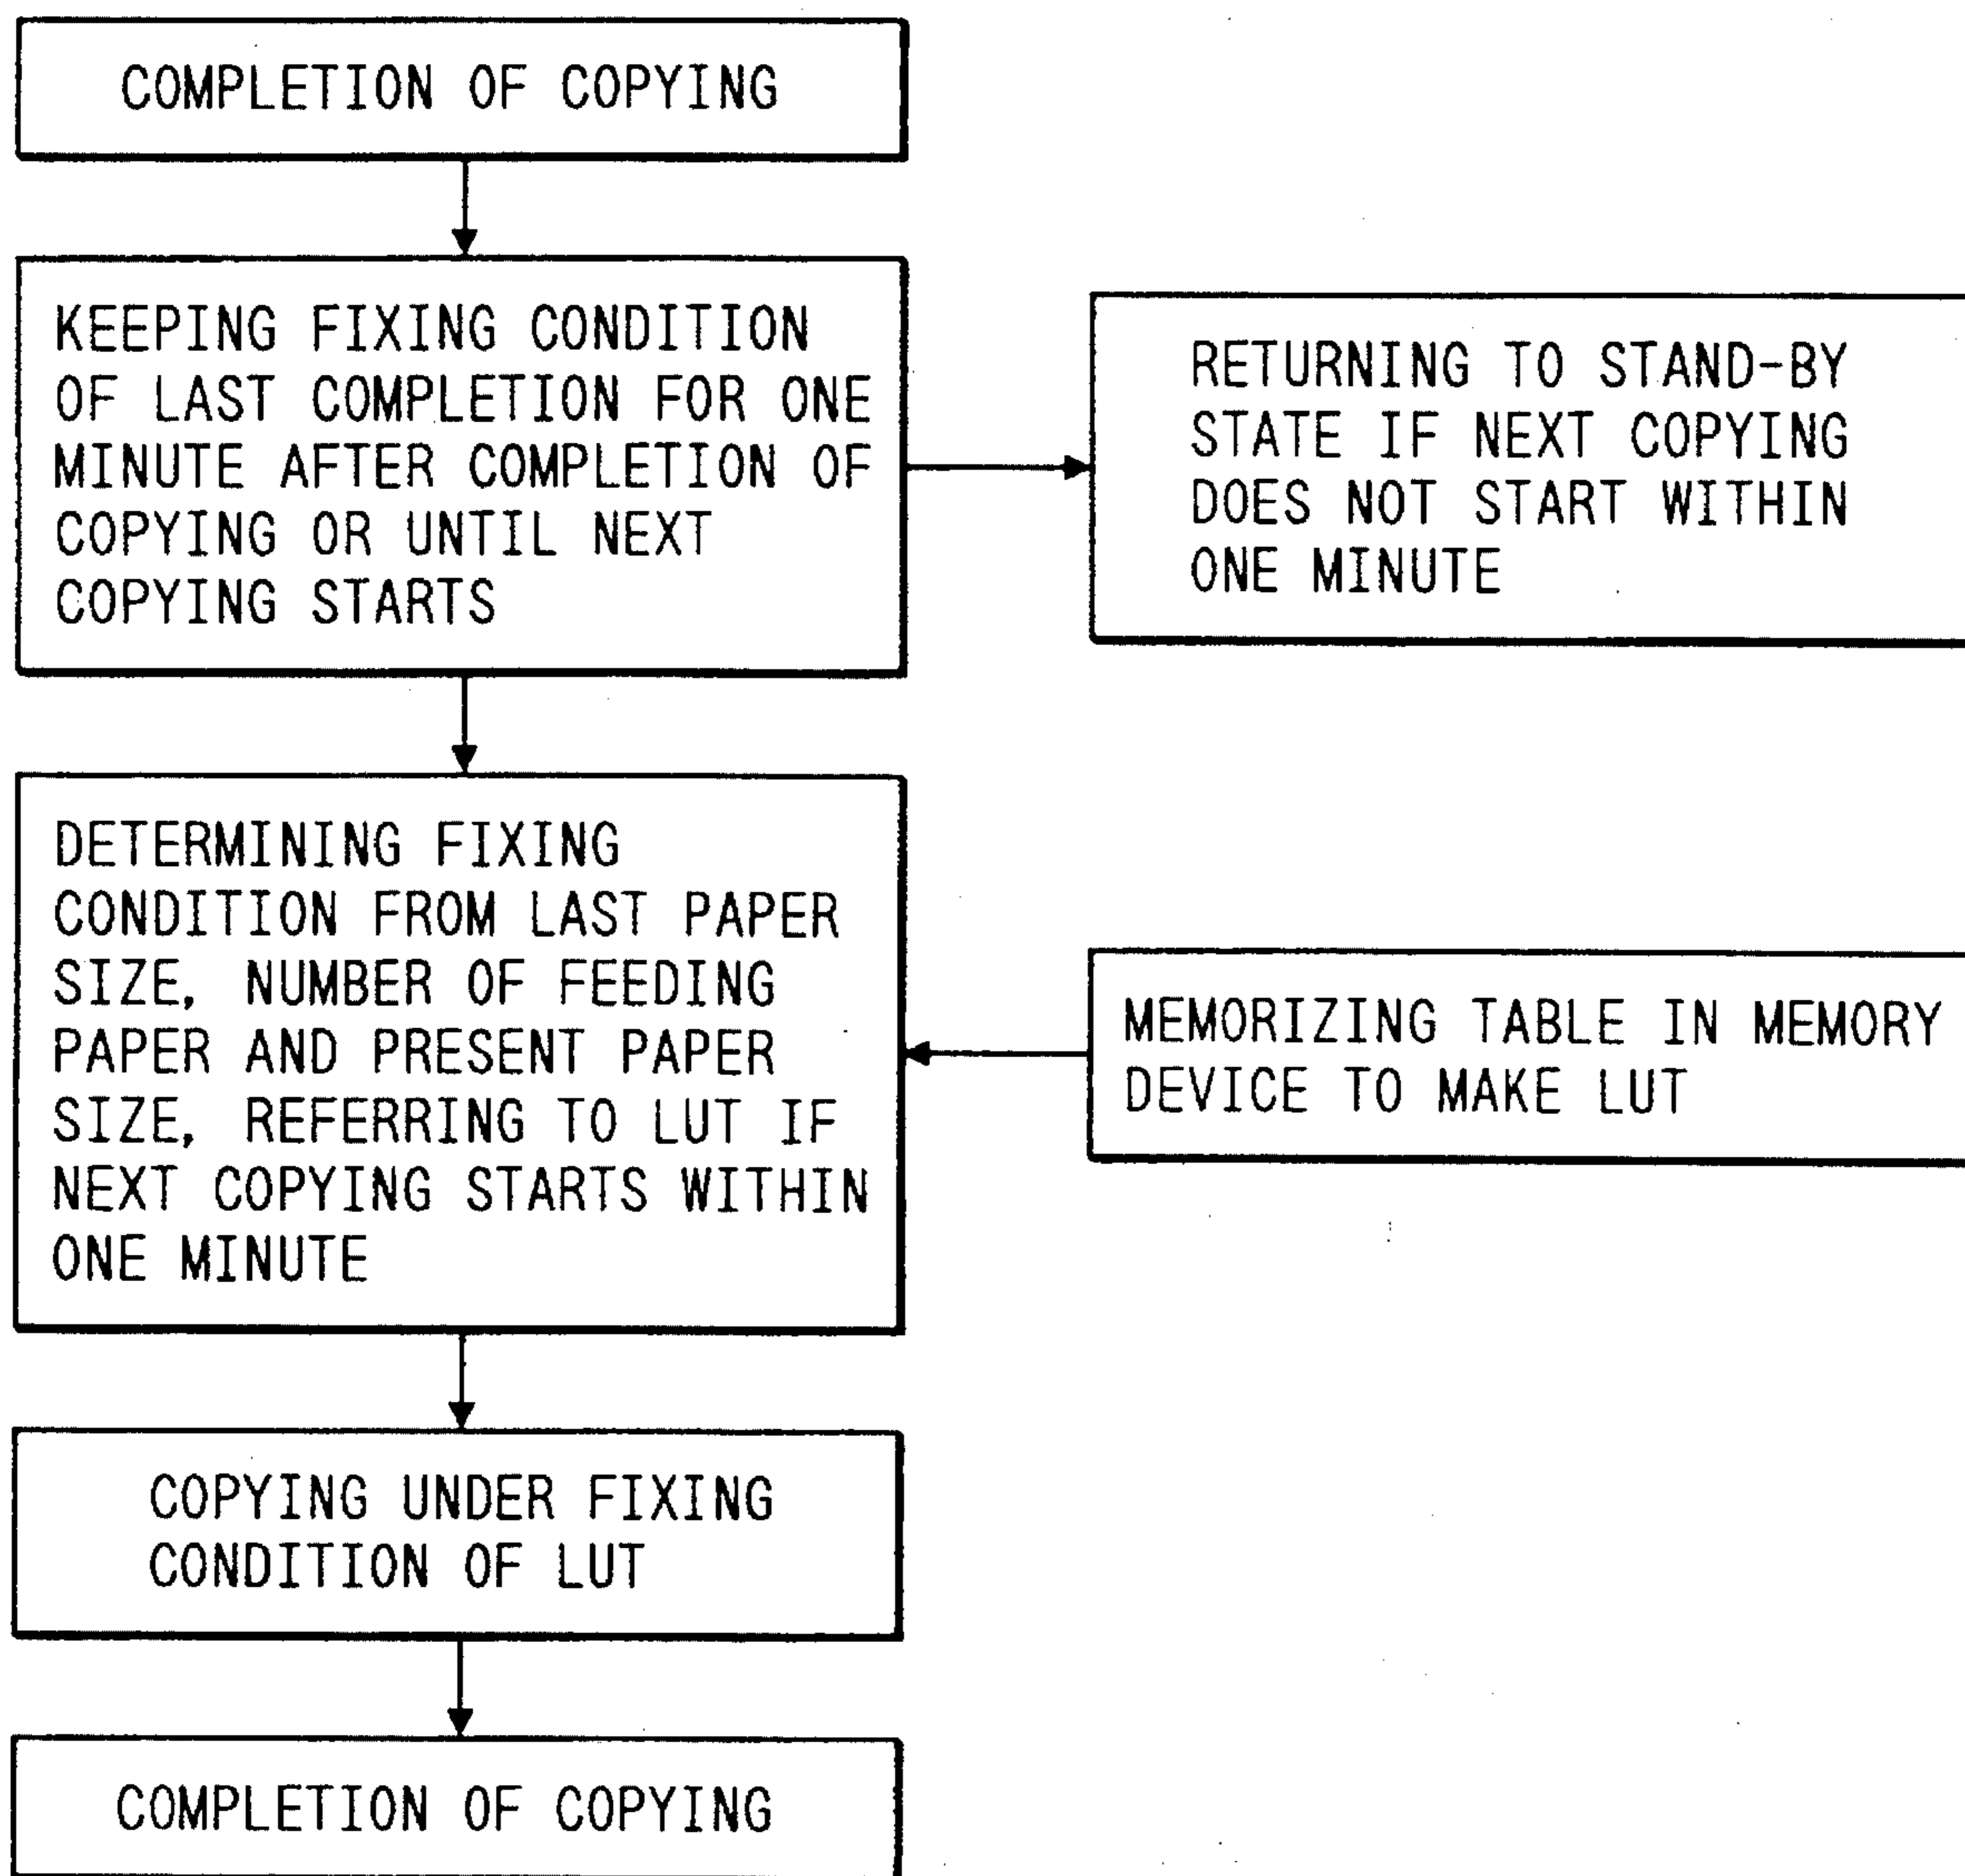 COMPLETION OF COPYING
KEEPING FIXING CONDITION
OF LAST COMPLETION FOR ONE
MINUTE AFTER COMPLETION OF
COPYING OR UNTIL NEXT
COPYING STARTS
RETURNING TO STAND-BY
STATE IF NEXT COPYING
DOES NOT START WITHIN
ONE MINUTE
DETERMINING FIXING
CONDITION FROM LAST PAPER
SIZE, NUMBER OF FEEDING
PAPER AND PRESENT PAPER
SIZE, REFERRING TO LUT IF
NEXT COPYING STARTS WITHIN
ONE MINUTE
MEMORIZING TABLE IN MEMORY
DEVICE TO MAKE LUT
COPYING UNDER FIXING
CONDITION OF LUT
COMPLETION OF COPYING